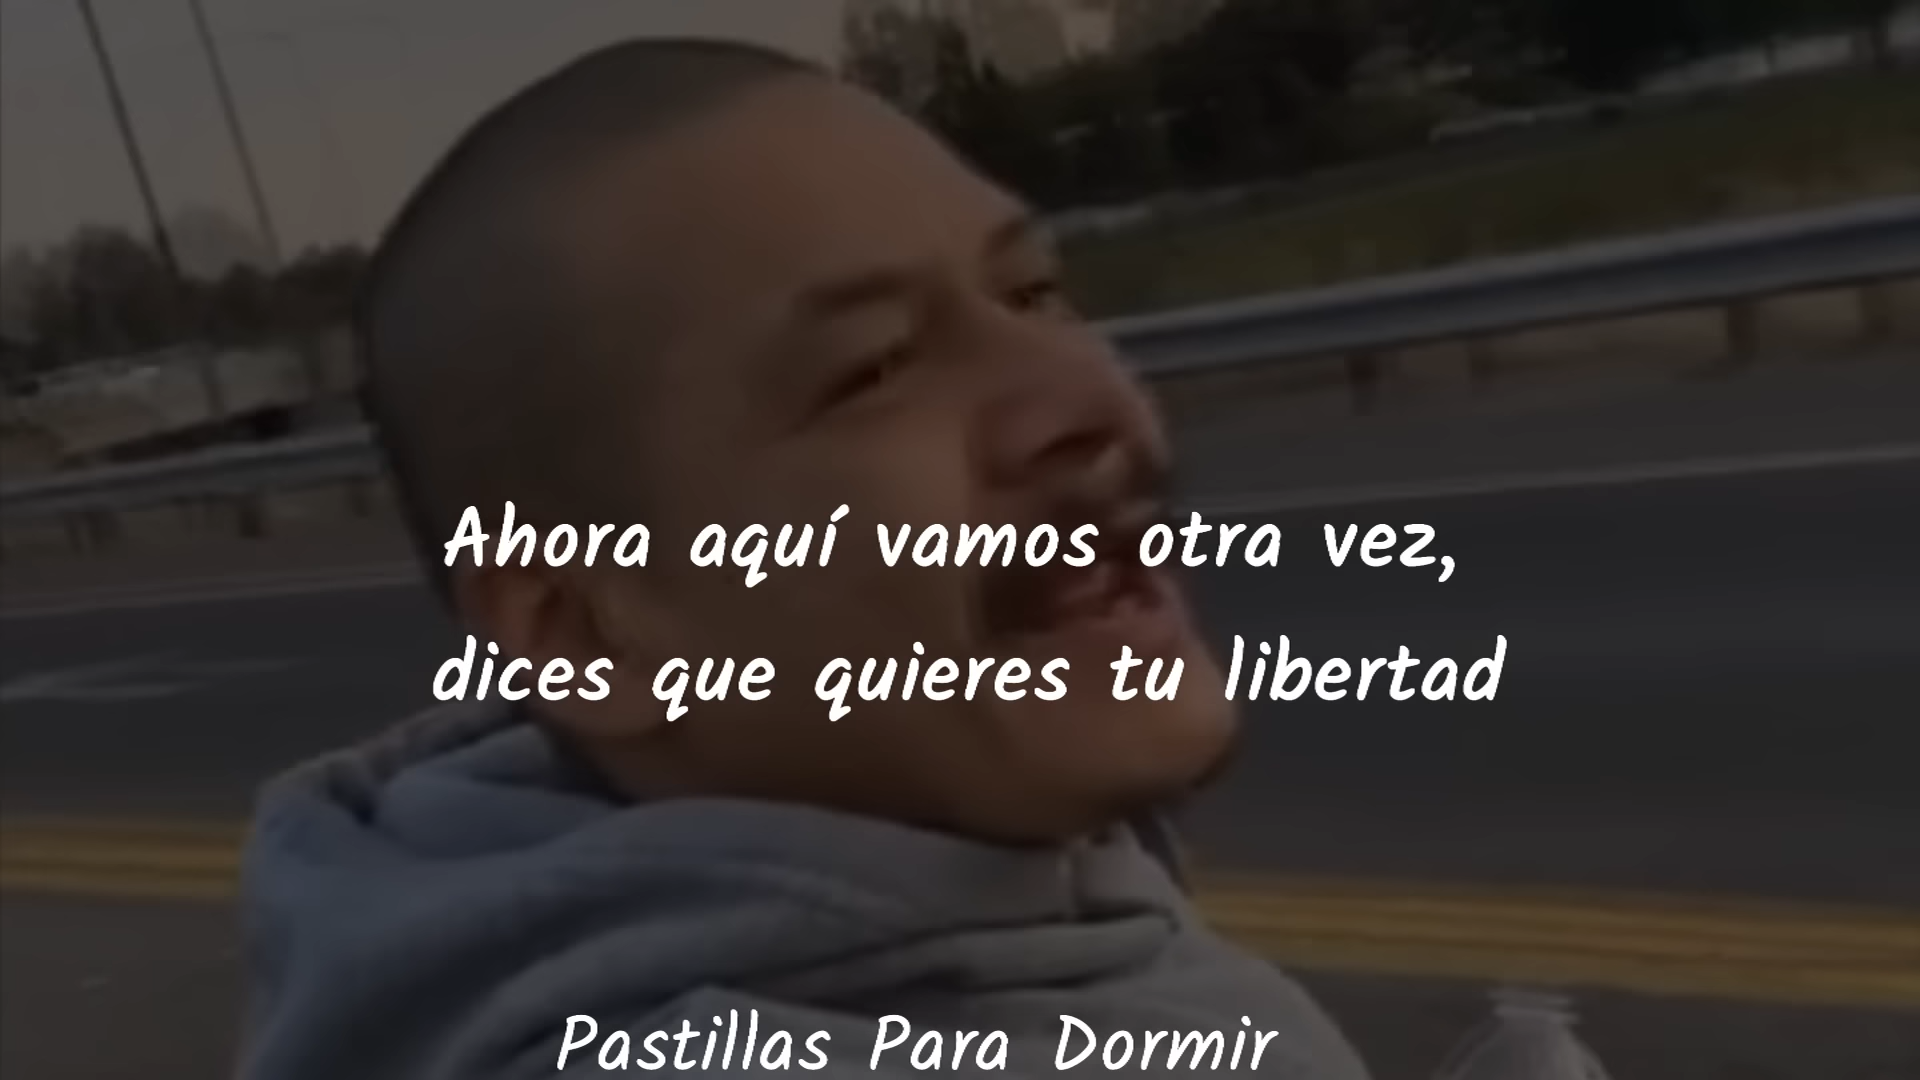 Ahora aquí vamos otra vez,
dices que quieres tu libertad
Pastillas Para Dormir